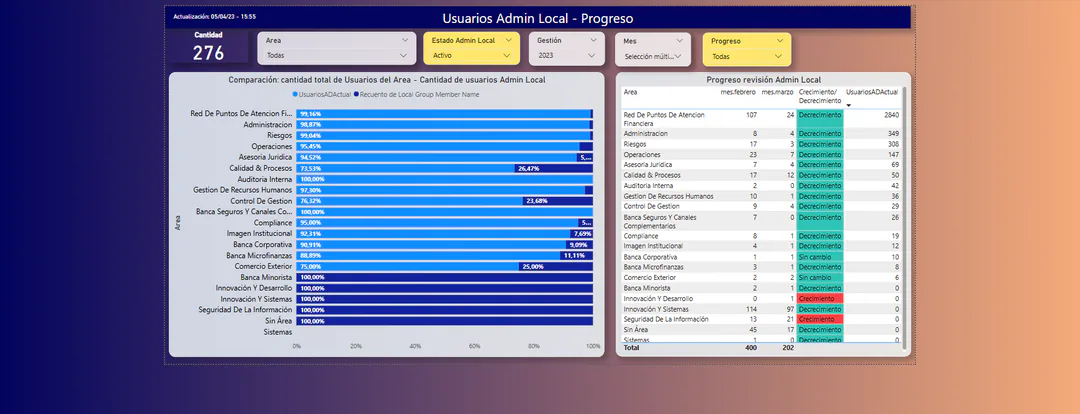 Actualización: 05/04/23 - 15:55
Usuarios Admin Local - Progreso
Cantidad
276
Area
Todas
Estado Admin Local
Activo
Gestión
2023
Mes
Selección múlti...
Progreso
Todas
Comparación: cantidad total de Usuarios del Area - Cantidad de usuarios Admin Local
UsuariosADActual Recuento de Local Group Member Name
Area
Red De Puntos De Atencion Fi... 99,16%
Administracion 98,87%
Riesgos 99,04%
Operaciones 95,45%
Asesoria Juridica 94,52% 5,...
Calidad & Procesos 73,53% 26,47%
Auditoria Interna 100,00%
Gestion De Recursos Humanos 97,30%
Control De Gestion 76,32% 23,68%
Banca Seguros Y Canales Co... 100,00%
Compliance 95,00% 5...
Imagen Institucional 92,31% 7,69%
Banca Corporativa 90,91% 9,09%
Banca Microfinanzas 88,89% 11,11%
Comercio Exterior 75,00% 25,00%
Banca Minorista 100,00%
Innovación Y Desarrollo 100,00%
Innovación Y Sistemas 100,00%
Seguridad De La Información 100,00%
Sin Área 100,00%
Sistemas
0% 20% 40% 60% 80% 100%
Progreso revisión Admin Local
Area mes.febrero mes.marzo Crecimiento/ UsuariosADActual
Decrecimiento
Red De Puntos De Atencion 107 24 Decrecimiento 2840
Financiera
Administracion 8 4 Decrecimiento 349
Riesgos 17 3 Decrecimiento 308
Operaciones 23 7 Decrecimiento 147
Asesoria Juridica 7 4 Decrecimiento 69
Calidad & Procesos 17 12 Decrecimiento 50
Auditoria Interna 2 0 Decrecimiento 42
Gestion De Recursos Humanos 10 1 Decrecimiento 36
Control De Gestion 9 4 Decrecimiento 29
Banca Seguros Y Canales 7 0 Decrecimiento 26
Complementarios
Compliance 8 1 Decrecimiento 19
Imagen Institucional 4 1 Decrecimiento 12
Banca Corporativa 1 1 Sin cambio 10
Banca Microfinanzas 3 1 Decrecimiento 8
Comercio Exterior 2 2 Sin cambio 6
Banca Minorista 2 1 Decrecimiento 0
Innovación Y Desarrollo 0 1 Crecimiento 0
Innovación Y Sistemas 114 97 Decrecimiento 0
Seguridad De La Información 13 21 Crecimiento 0
Sin Área 45 17 Decrecimiento 0
Sistemas 1 0 Decrecimiento 0
Total 400 202